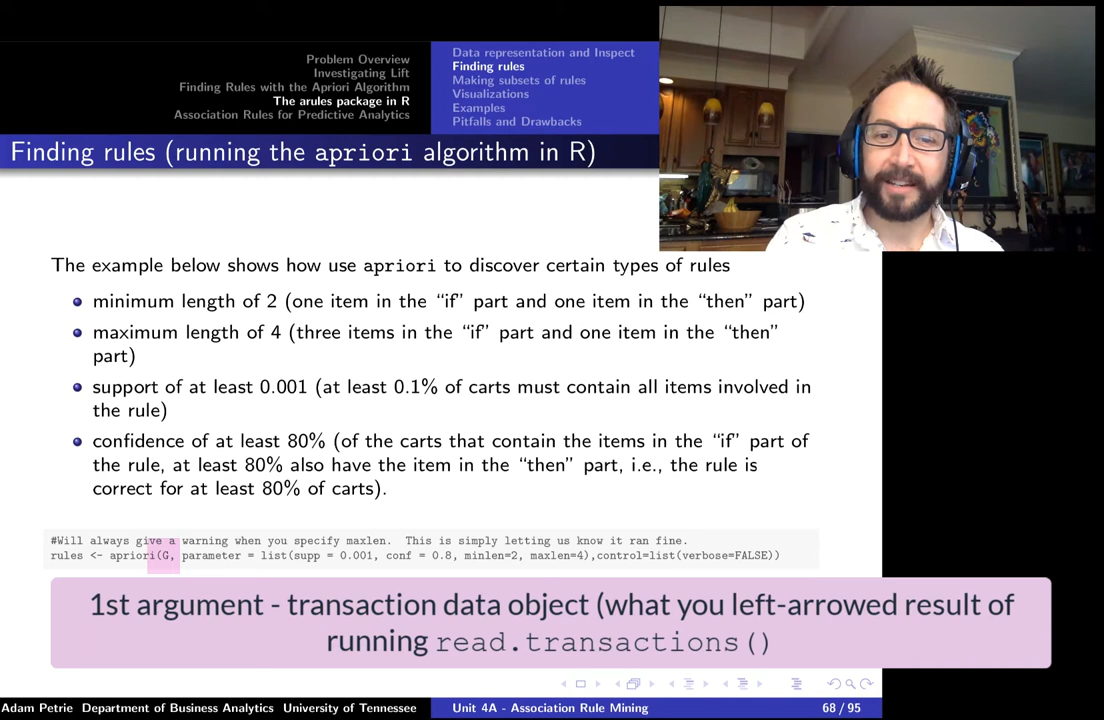 Problem Overview
Investigating Lift
Finding Rules with the Apriori Algorithm
The arules package in R
Association Rules for Predictive Analytics
Data representation and Inspect
Finding rules
Making subsets of rules
Visualizations
Examples
Pitfalls and Drawbacks
Finding rules (running the apriori algorithm in R)
The example below shows how use apriori to discover certain types of rules
minimum length of 2 (one item in the “if” part and one item in the “then” part)
maximum length of 4 (three items in the “if” part and one item in the “then”
part)
support of at least 0.001 (at least 0.1% of carts must contain all items involved in
the rule)
confidence of at least 80% (of the carts that contain the items in the “if” part of
the rule, at least 80% also have the item in the “then” part, i.e., the rule is
correct for at least 80% of carts).
#Will always give a warning when you specify maxlen.  This is simply letting us know it ran fine.
rules <- apriori(G, parameter = list(supp = 0.001, conf = 0.8, minlen=2, maxlen=4),control=list(verbose=FALSE))
1st argument - transaction data object (what you left-arrowed result of
running read.transactions()
Adam Petrie Department of Business Analytics University of Tennessee
Unit 4A - Association Rule Mining
68 / 95